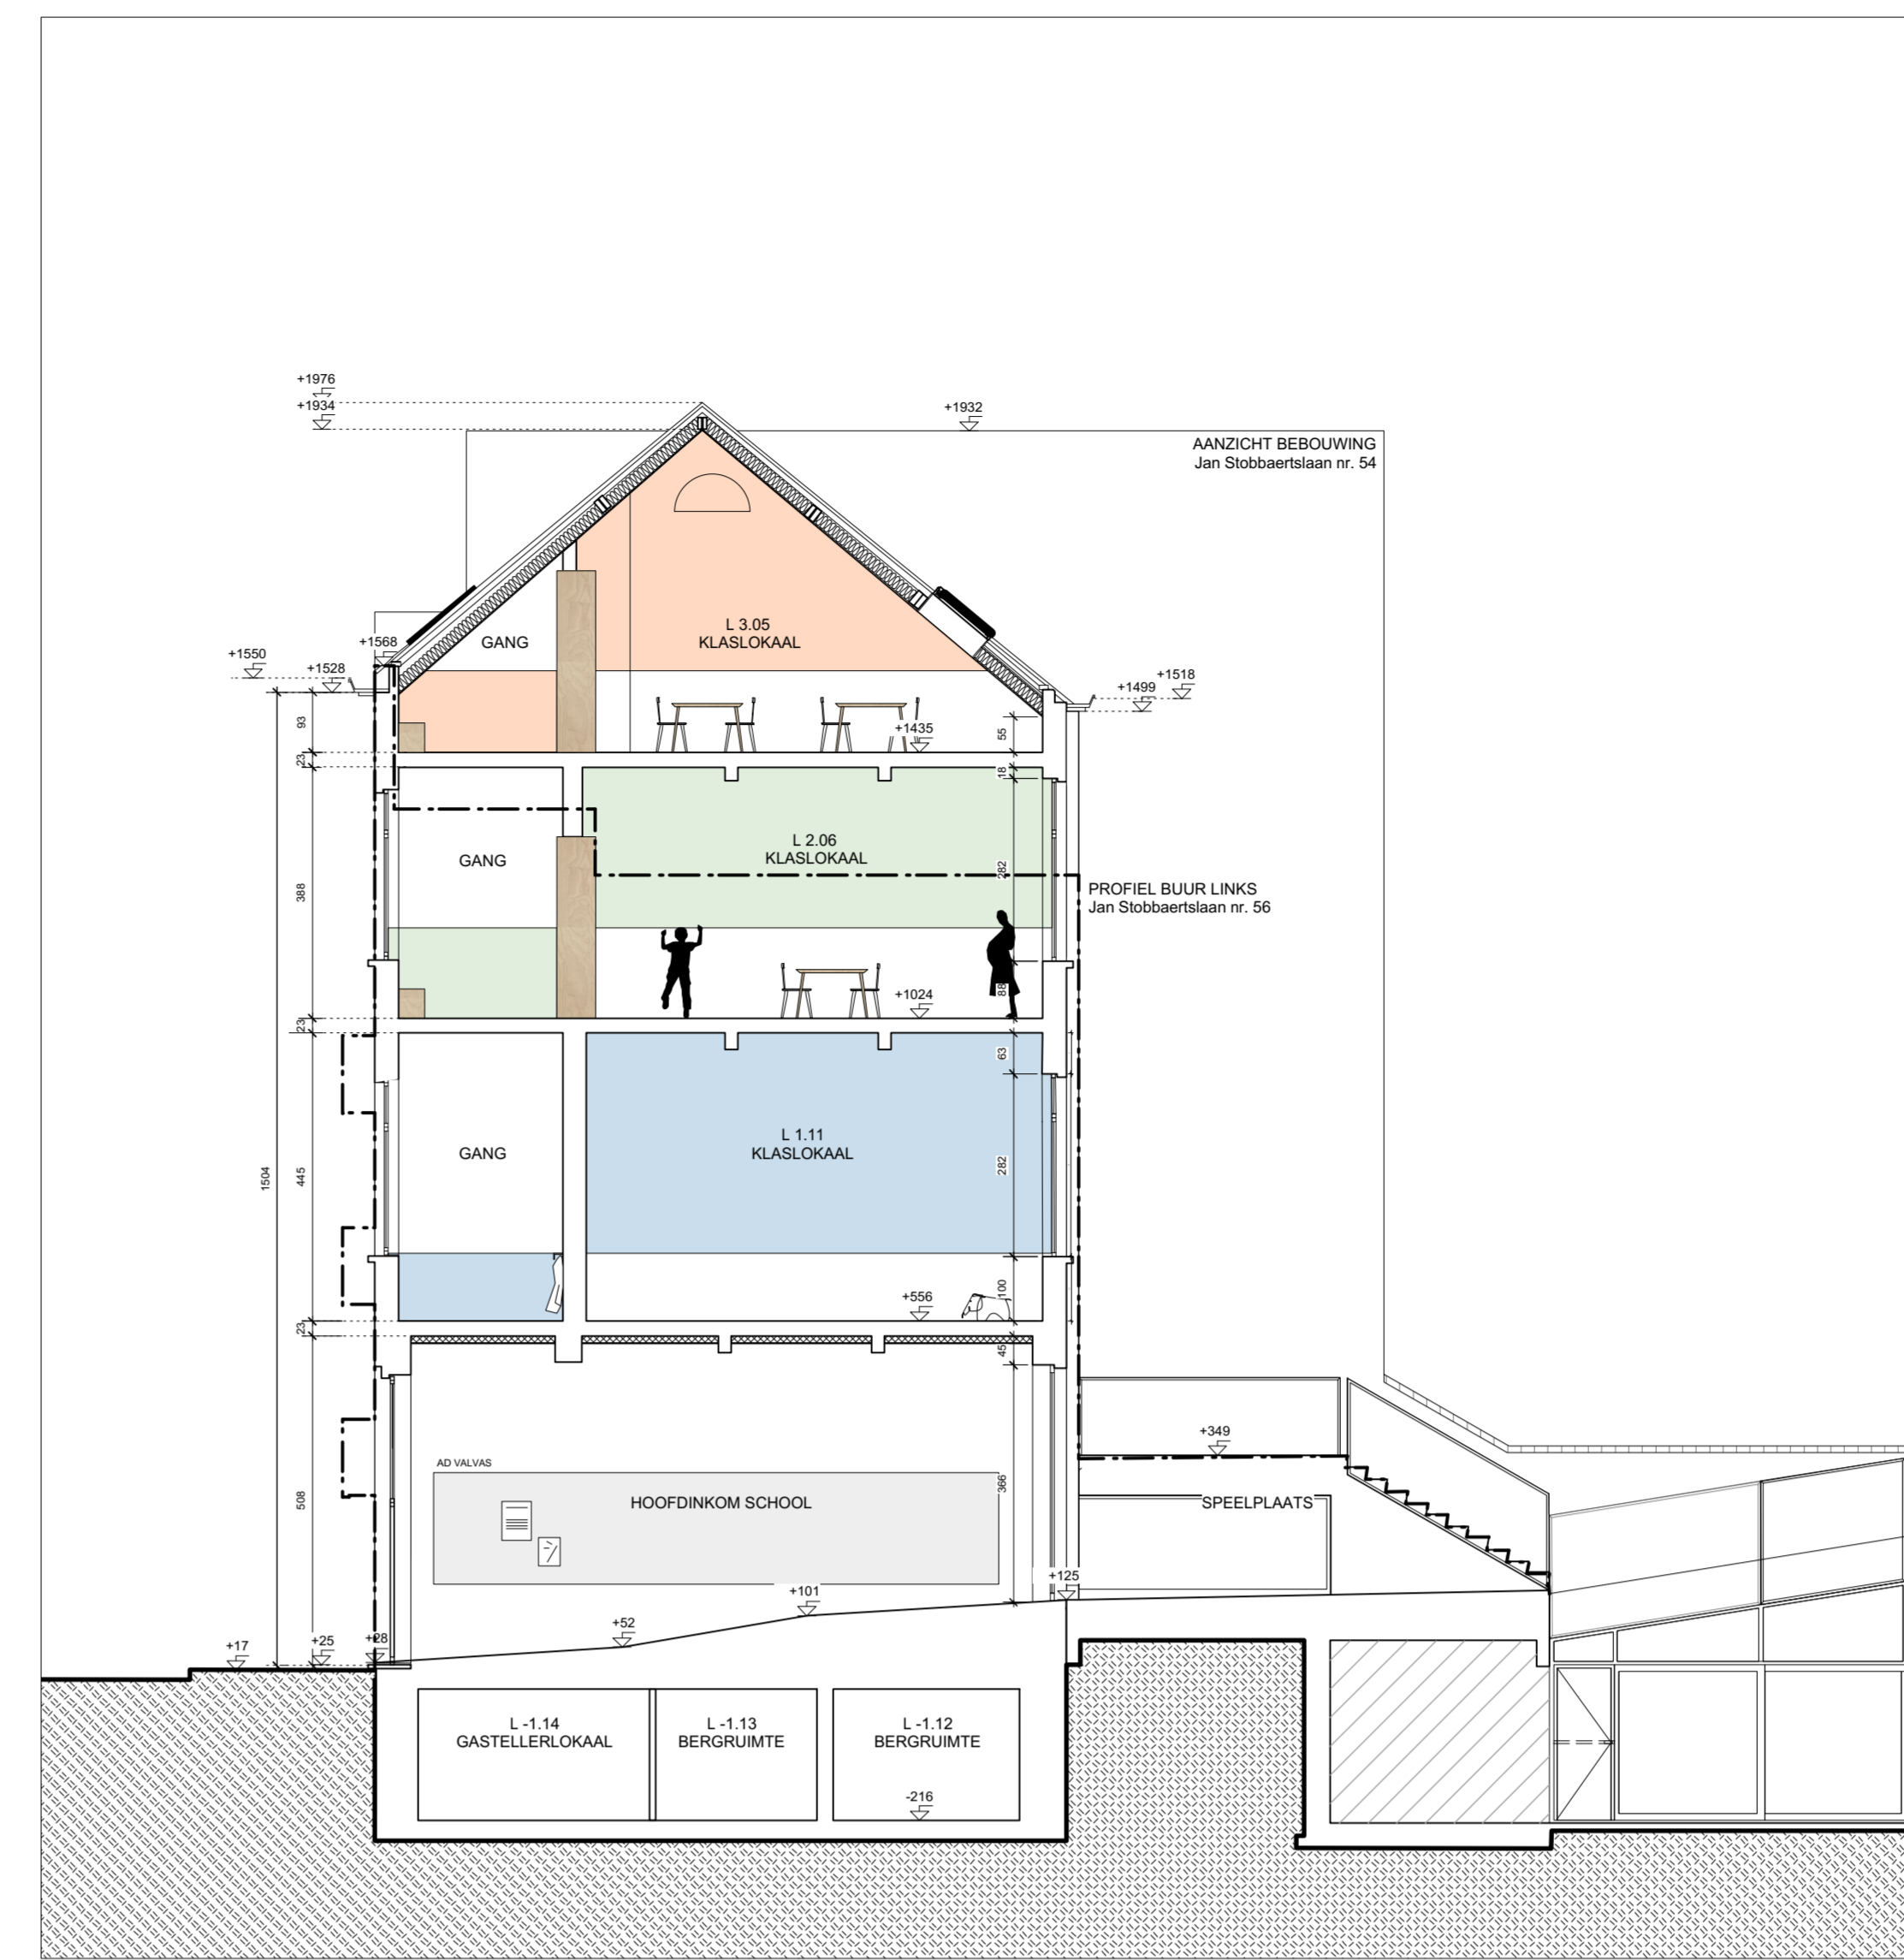 +1976
+1934
+1932
AANZICHT BEBOUWING
Jan Stobbaertslaan nr. 54
L 3.05
KLASLOKAAL
GANG
+1568
+1550
+1528
+1518
+1499
93
+1435
55
23
18
L 2.06
KLASLOKAAL
GANG
282
388
PROFIEL BUUR LINKS
Jan Stobbaertslaan nr. 56
+1024
88
23
63
L 1.11
KLASLOKAAL
GANG
282
1504
445
+556
100
23
45
+349
AD VALVAS
HOOFDINKOM SCHOOL
366
SPEELPLAATS
508
+125
+101
+52
+28
+25
+17
L -1.14
GASTELLERLOKAAL
L -1.13
BERGRUIMTE
L -1.12
BERGRUIMTE
-216